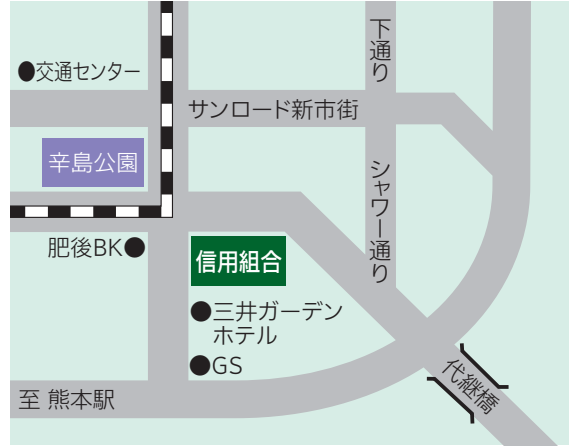 下通り
●交通センター
サンロード新市街
辛島公園
シャワー通り
肥後BK●
信用組合
●三井ガーデン
ホテル
●GS
代継橋
至 熊本駅